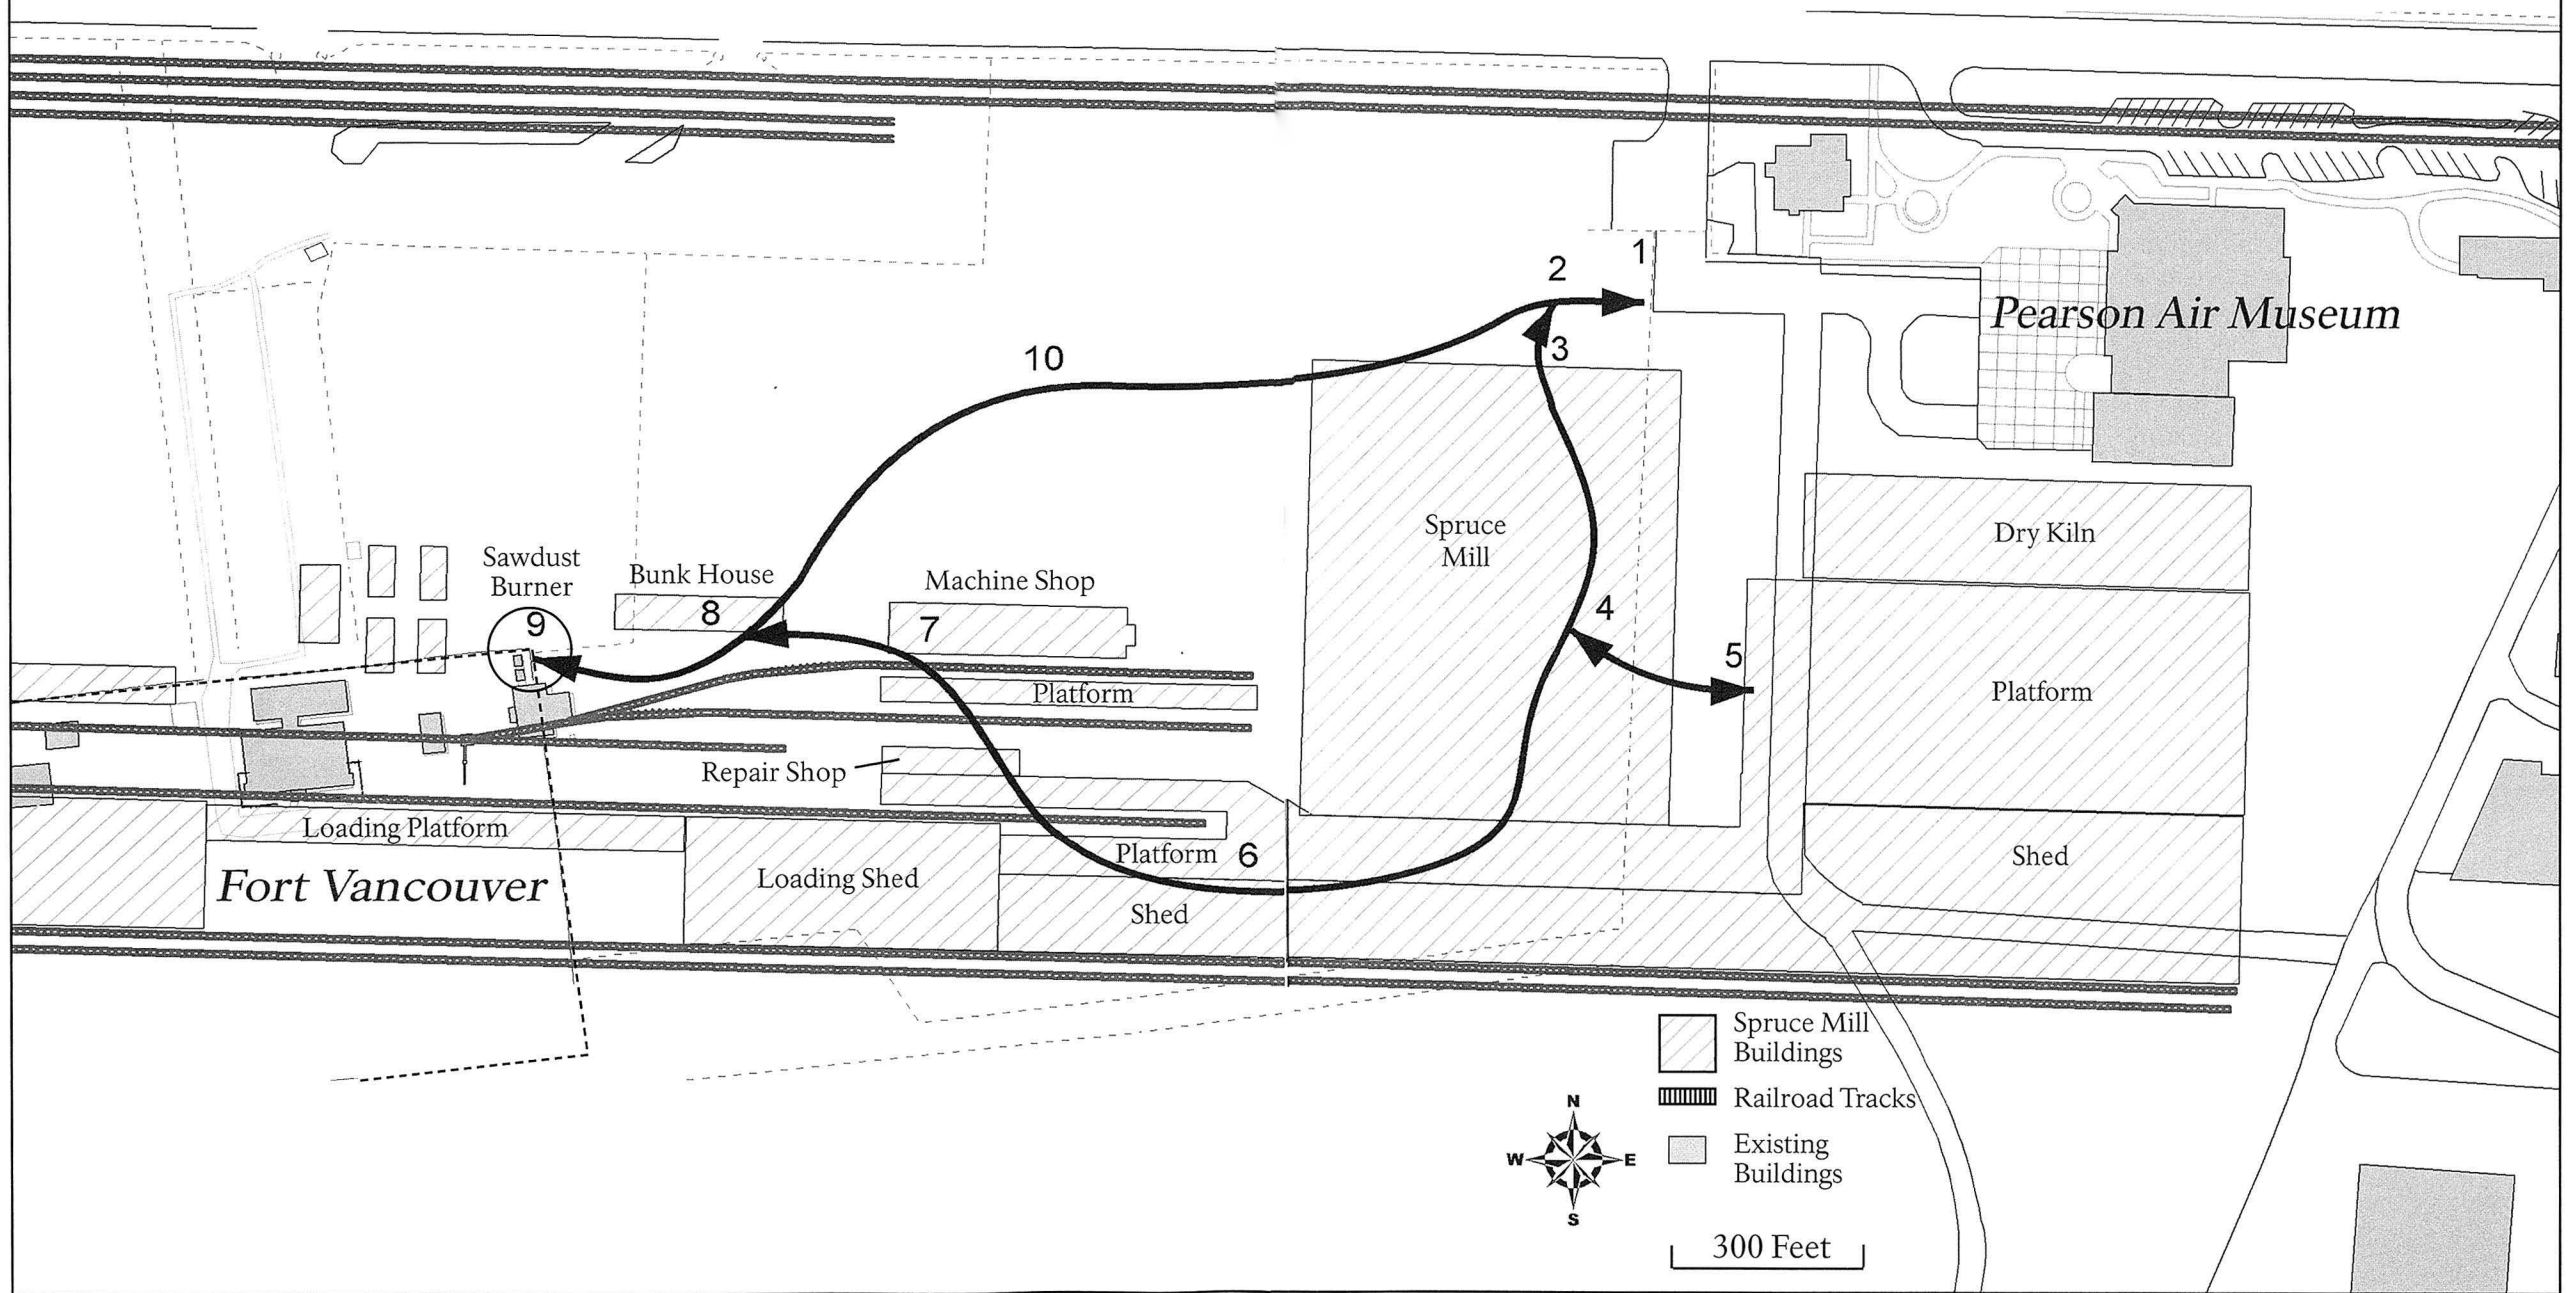 1
2
Pearson Air Museum
3
10
Spruce
Mill
Dry Kiln
Sawdust
Burner
Bunk House
Machine Shop
9
8
7
4
5
Platform
Platform
Repair Shop
Loading Platform
Platform
6
Shed
Loading Shed
Fort Vancouver
Shed
Spruce Mill
Buildings
Railroad Tracks
Existing
Buildings
N
W
E
S
300 Feet